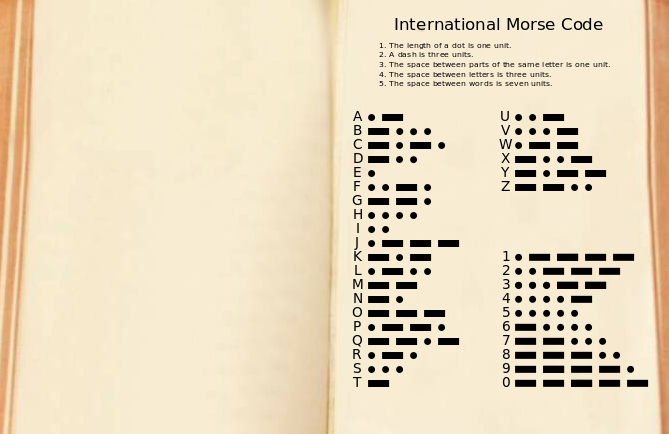 International Morse Code
1. The length of a dot is one unit.
2. A dash is three units.
3. The space between parts of the same letter is one unit.
4. The space between letters is three units.
5. The space between words is seven units.
A
B
C
D
E
F
G
H
I
J
K
L
M
N
O
P
Q
R
S
T
U
V
W
X
Y
Z
1
2
3
4
5
6
7
8
9
0